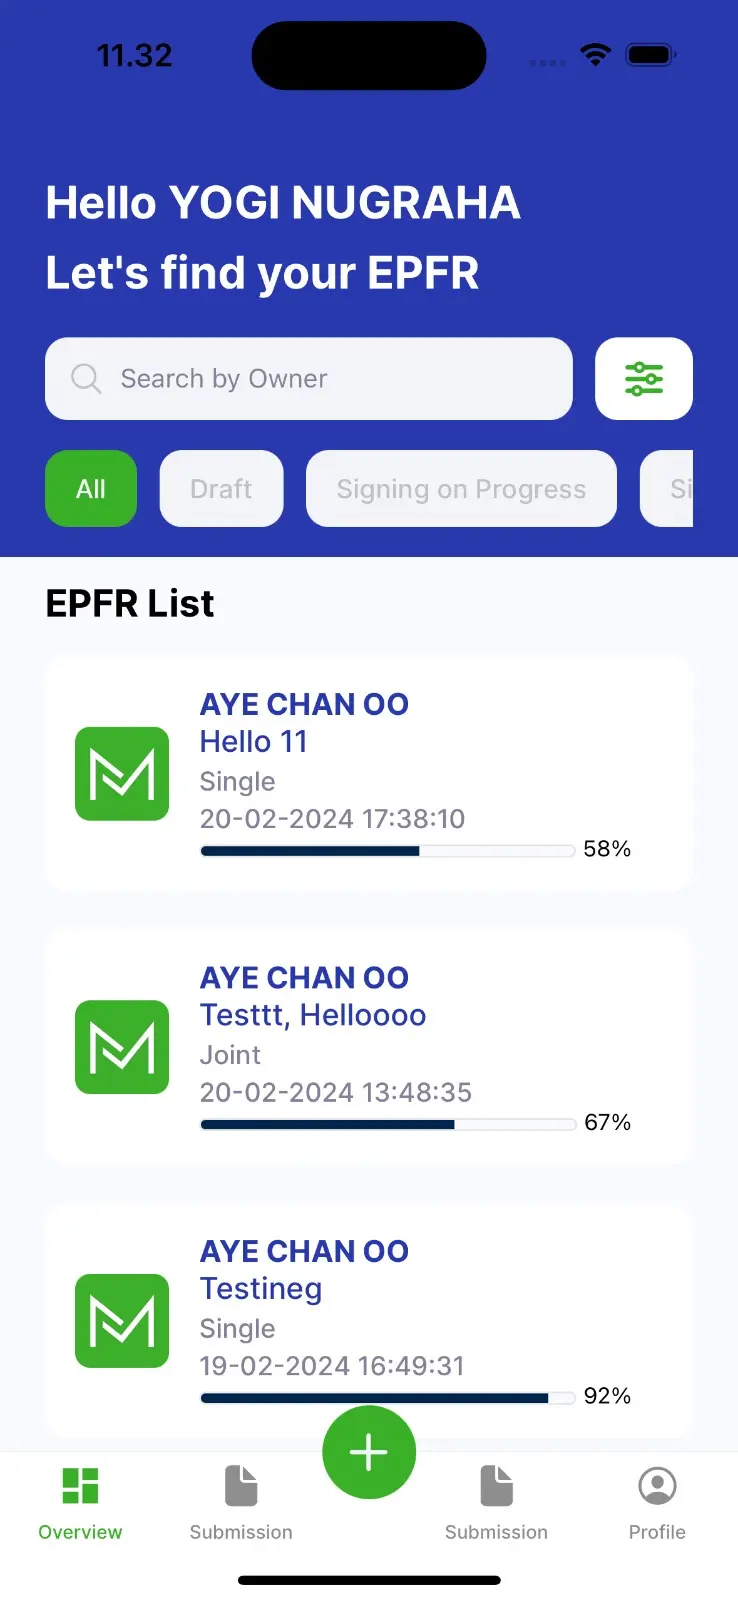 11.32
Hello YOGI NUGRAHA
Let's find your EPFR
Search by Owner
All
Draft
Signing on Progress
Si
EPFR List
AYE CHAN OO
Hello 11
Single
20-02-2024 17:38:10
58%
AYE CHAN OO
Testtt, Helloooo
Joint
20-02-2024 13:48:35
67%
AYE CHAN OO
Testineg
Single
19-02-2024 16:49:31
92%
Overview
Submission
Submission
Profile